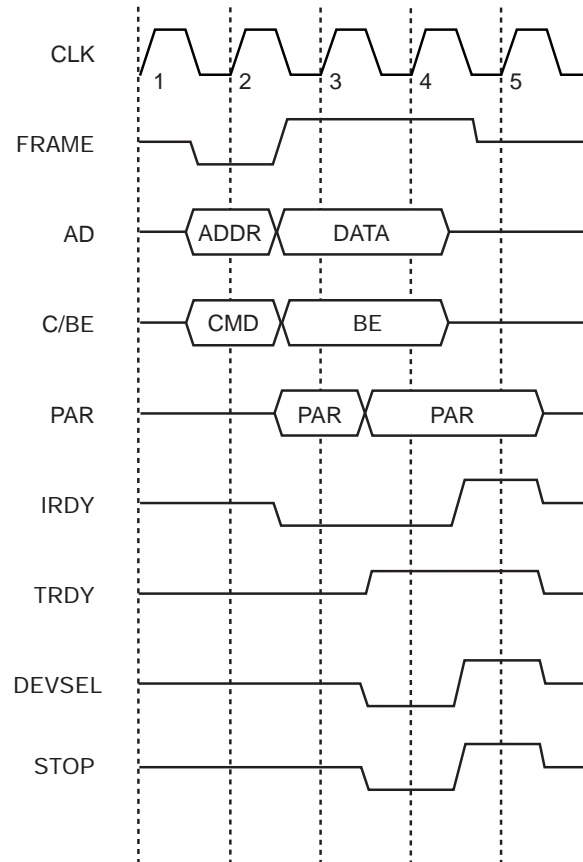 CLK
1 2 3 4 5
FRAME
AD ADDR DATA
C/BE CMD BE
PAR PAR PAR
IRDY
TRDY
DEVSEL
STOP